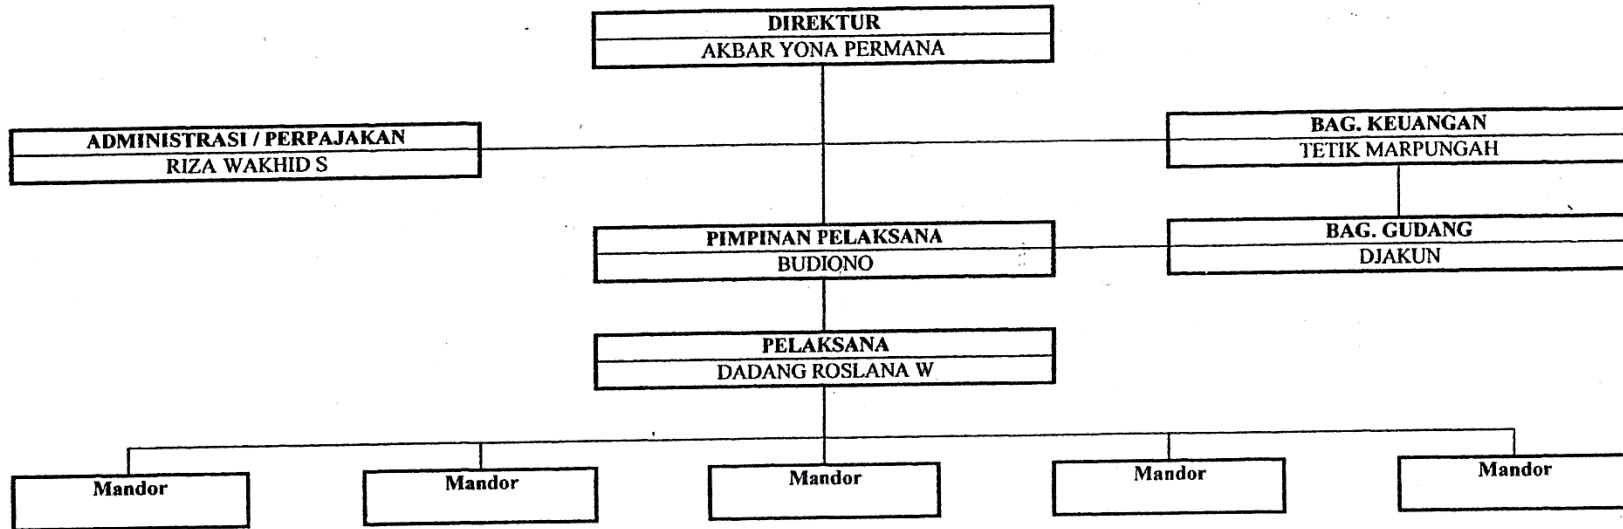 DIREKTUR
AKBAR YONA PERMANA
ADMINISTRASI / PERPAJAKAN
RIZA WAKHID S
BAG. KEUANGAN
TETIK MARPUNGAH
PIMPINAN PELAKSANA
BUDIONO
BAG. GUDANG
DJAKUN
PELAKSANA
DADANG ROSLANA W
Mandor
Mandor
Mandor
Mandor
Mandor